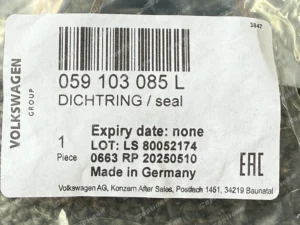 3847
VOLKSWAGEN
GROUP
059 103 085 L
DICHTRING / seal
1
Piece
Expiry date: none
LOT: LS 80052174
0663 RP 20250510
Made in Germany
EAC
Volkswagen AG, Konzern After Sales, Postfach 1451, 34219 Baunatal